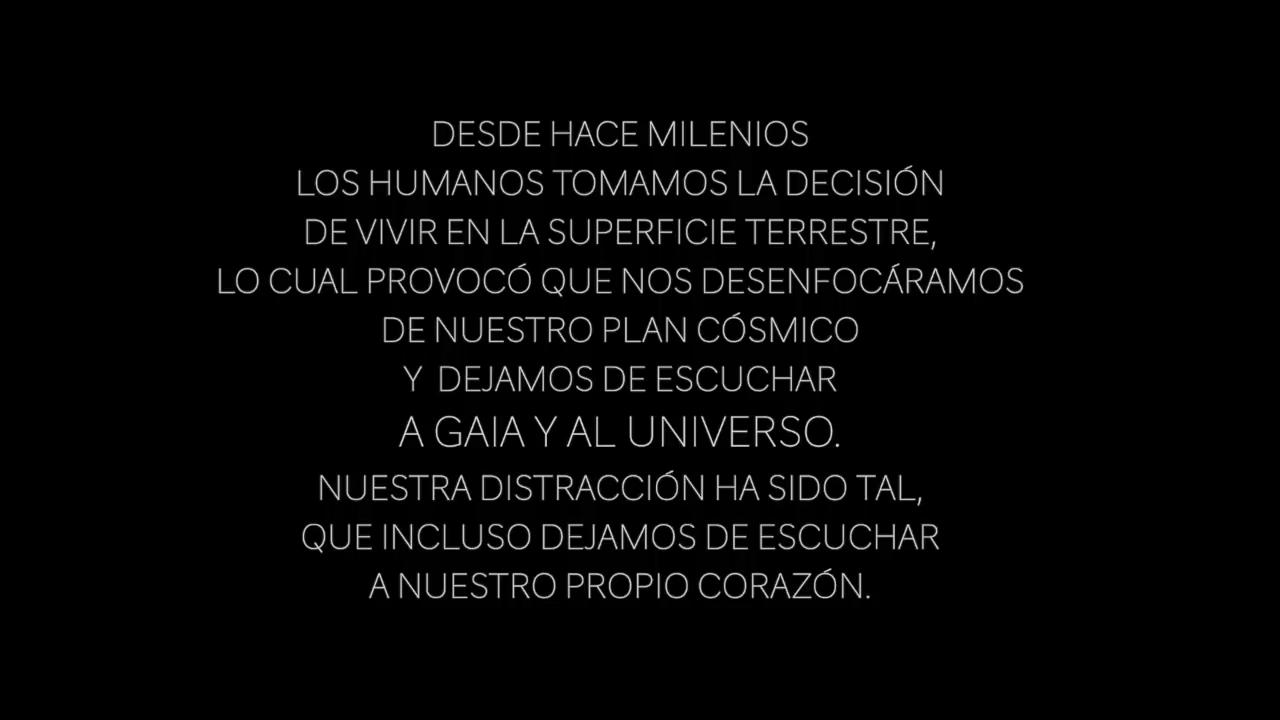 DESDE HACE MILENIOS
LOS HUMANOS TOMAMOS LA DECISIÓN
DE VIVIR EN LA SUPERFICIE TERRESTRE,
LO CUAL PROVOCÓ QUE NOS DESENFOCÁRAMOS
DE NUESTRO PLAN CÓSMICO
Y DEJAMOS DE ESCUCHAR
A GAIA Y AL UNIVERSO.
NUESTRA DISTRACCIÓN HA SIDO TAL,
QUE INCLUSO DEJAMOS DE ESCUCHAR
A NUESTRO PROPIO CORAZÓN.